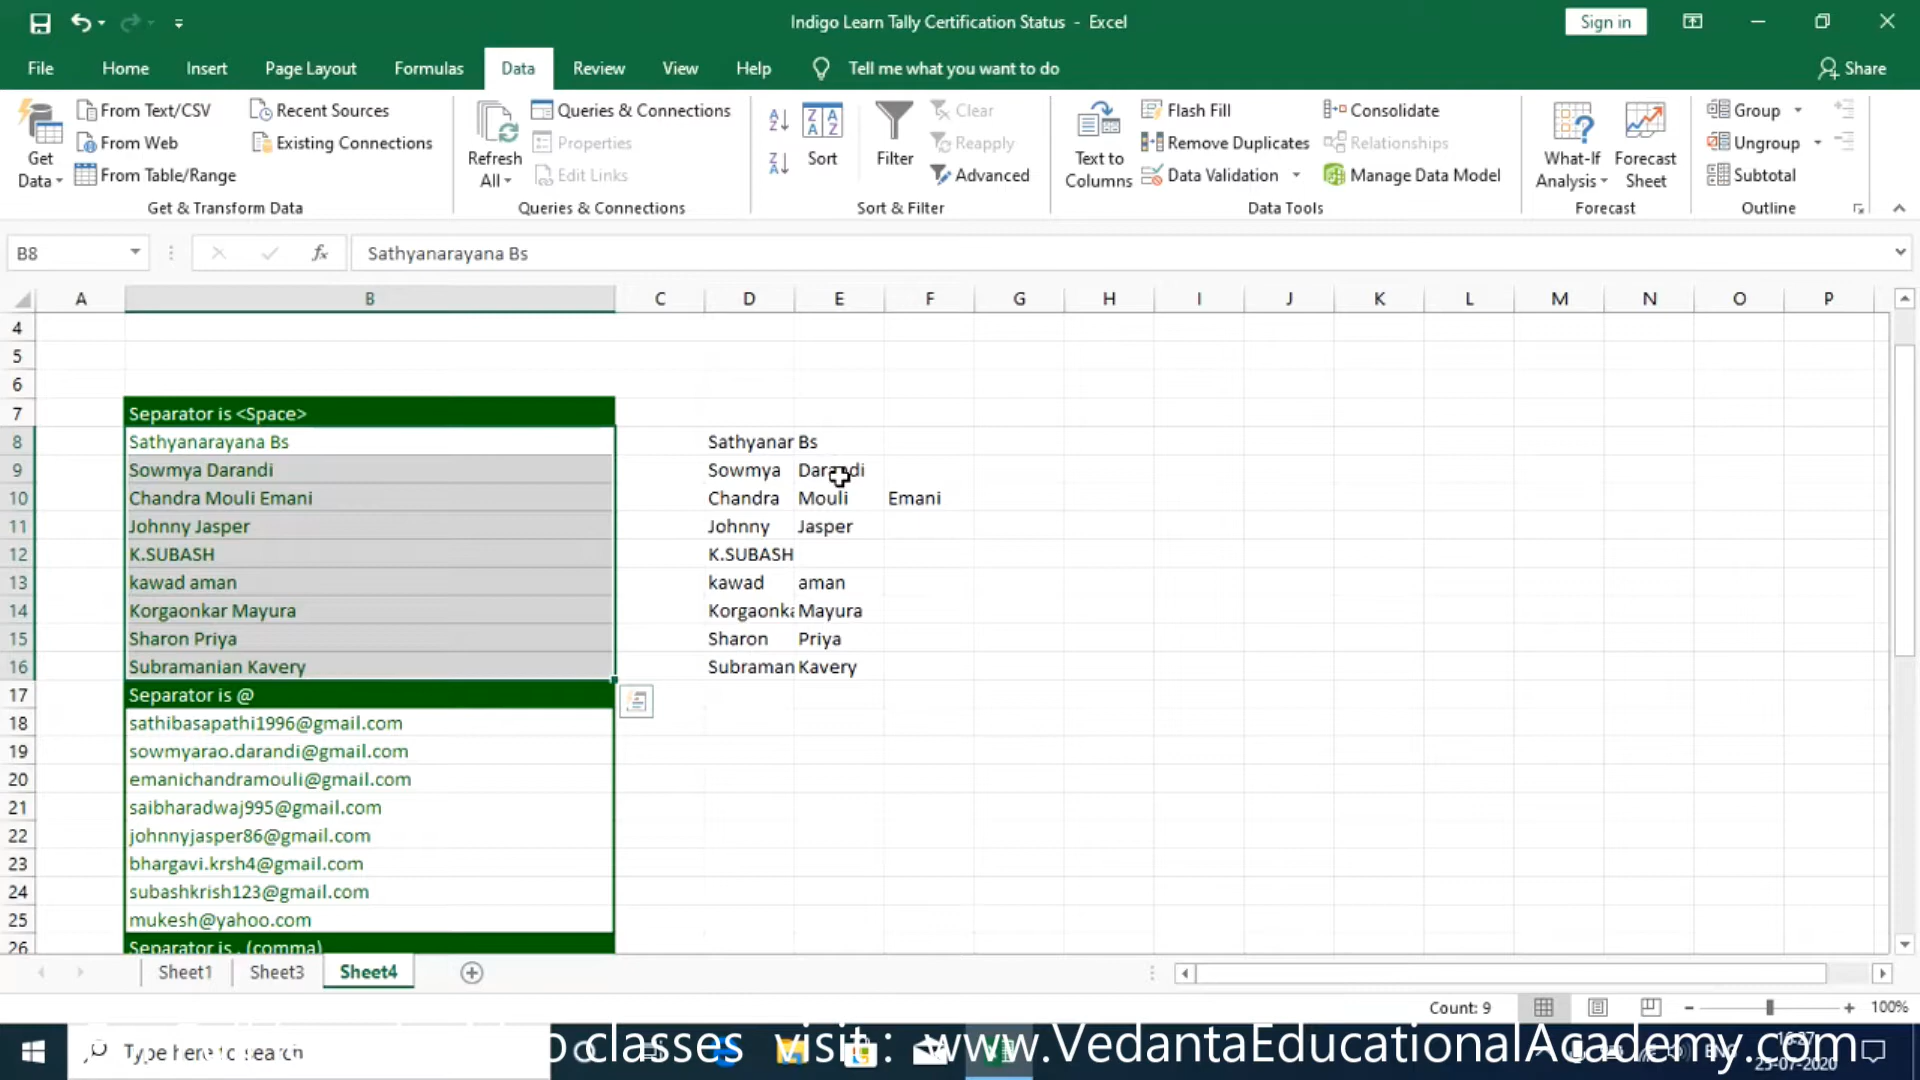 Indigo Learn Tally Certification Status - Excel
Sign in
File Home Insert Page Layout Formulas Data Review View Help Tell me what you want to do Share
Get Data
From Text/CSV
From Web
From Table/Range
Recent Sources
Existing Connections
Get & Transform Data
Refresh All
Queries & Connections
Properties
Edit Links
Queries & Connections
Sort
Filter
Clear
Reapply
Advanced
Sort & Filter
Text to Columns
Flash Fill
Remove Duplicates
Data Validation
Consolidate
Relationships
Manage Data Model
Data Tools
What-If Analysis
Forecast Sheet
Forecast
Group
Ungroup
Subtotal
Outline
B8 fx Sathyanarayana Bs
A B C D E F G H I J K L M N O P
4
5
6
7 Separator is <Space>
8 Sathyanarayana Bs Sathyanar Bs
9 Sowmya Darandi Sowmya Darandi
10 Chandra Mouli Emani Chandra Mouli Emani
11 Johnny Jasper Johnny Jasper
12 K.SUBASH K.SUBASH
13 kawad aman kawad aman
14 Korgaonkar Mayura Korgaonka Mayura
15 Sharon Priya Sharon Priya
16 Subramanian Kavery Subraman Kavery
17 Separator is @
18 sathibasapathi1996@gmail.com
19 sowmyarao.darandi@gmail.com
20 emanichandramouli@gmail.com
21 saibharadwaj995@gmail.com
22 johnnyjasper86@gmail.com
23 bhargavi.krsh4@gmail.com
24 subashkrish123@gmail.com
25 mukesh@yahoo.com
26 Separator is , (comma)
Sheet1 Sheet3 Sheet4
Count: 9 100%
Type here to search
classes visit : www.VedantaEducationalAcademy.com
16:27
25-07-2020